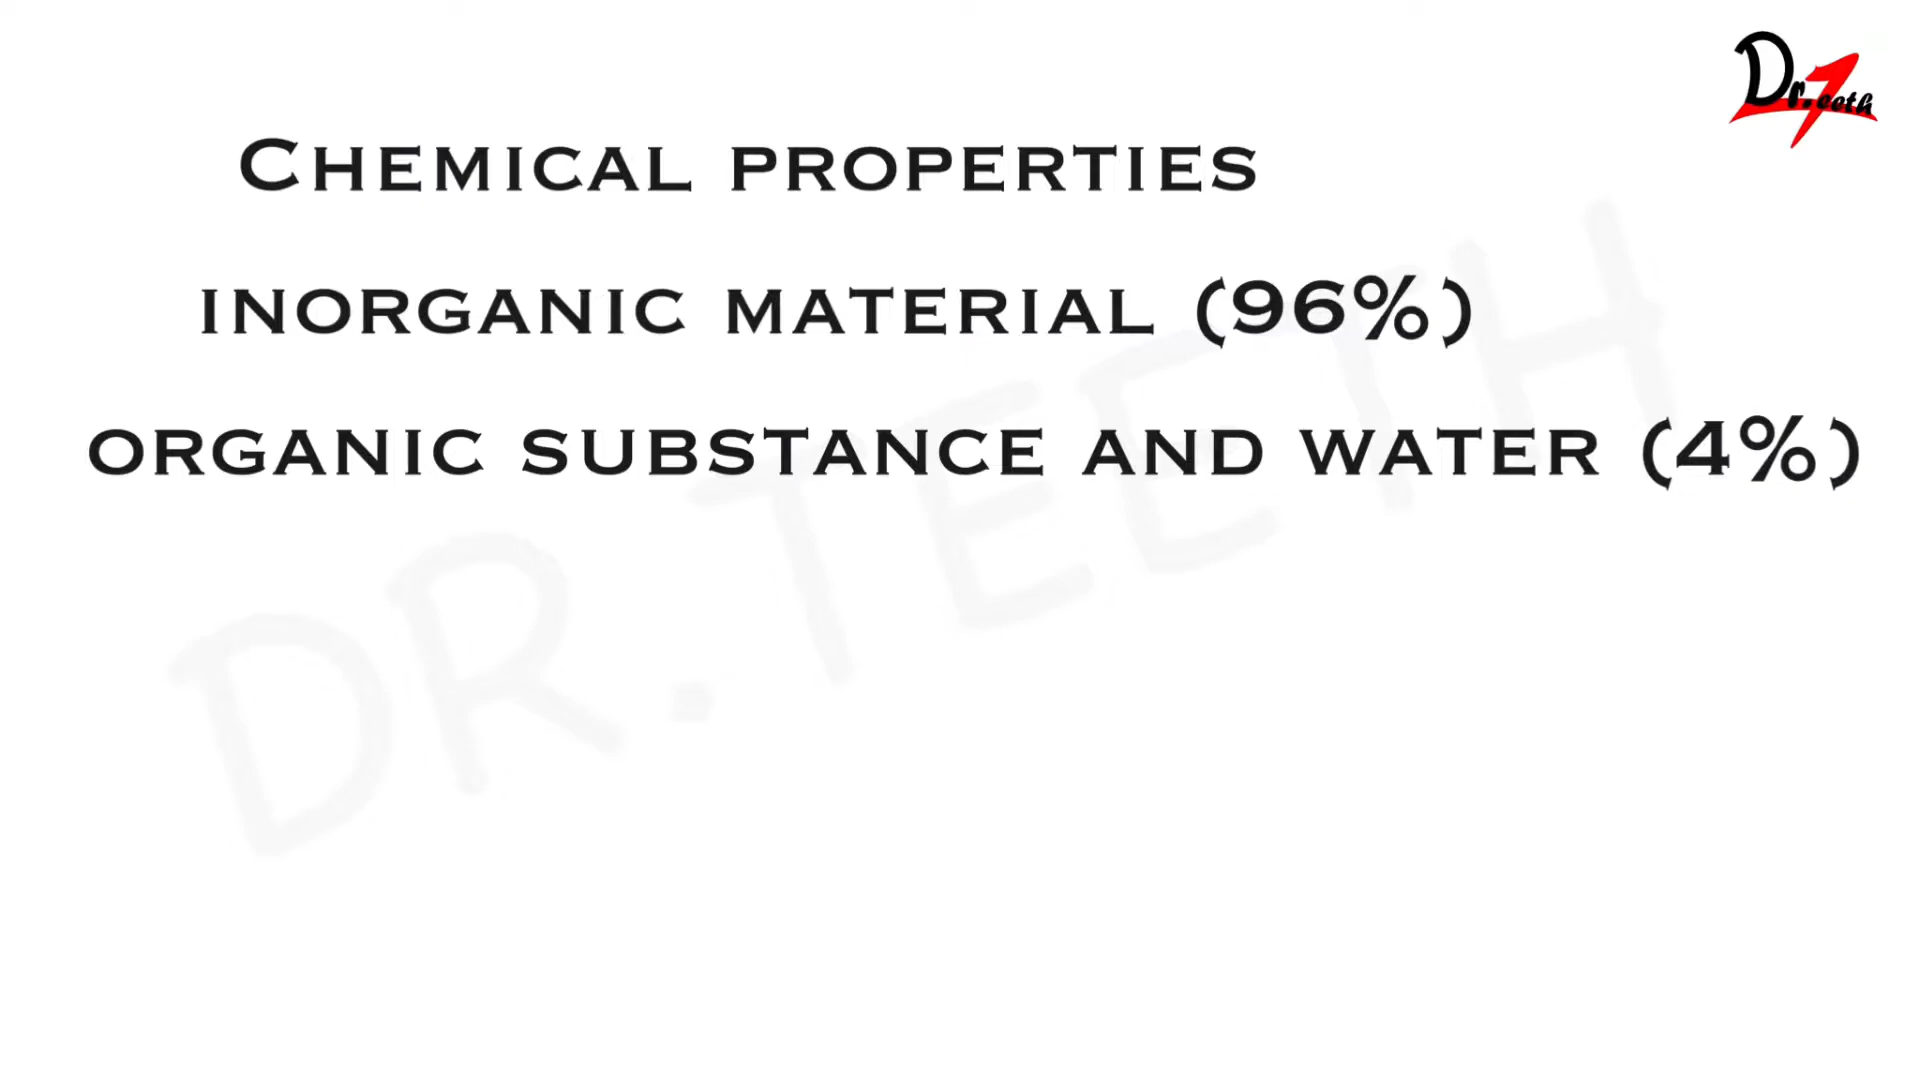 Dr.Teeth
Chemical properties
inorganic material (96%)
organic substance and water (4%)
DR.TEETH